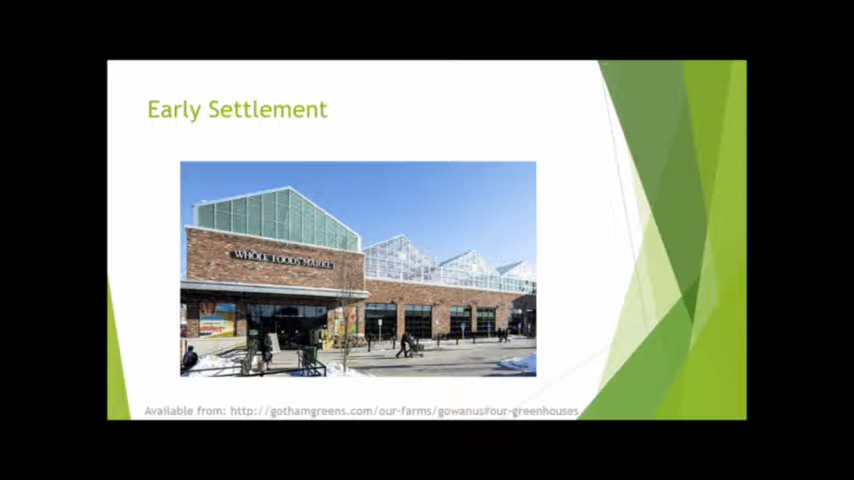 Early Settlement
WHOLE FOODS MARKET
Available from: http://gothamgreens.com/our-farms/gowanus#our-greenhouses